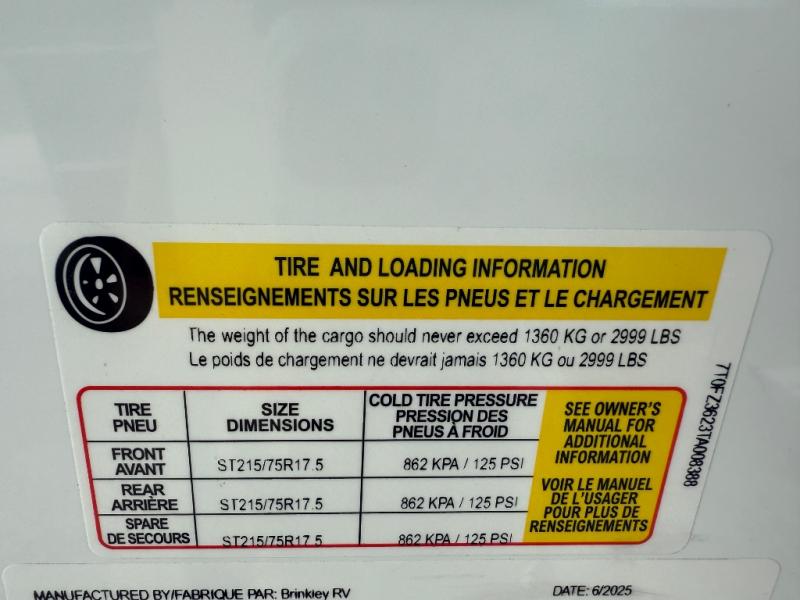 TIRE AND LOADING INFORMATION
RENSEIGNEMENTS SUR LES PNEUS ET LE CHARGEMENT
The weight of the cargo should never exceed 1360 KG or 2999 LBS
Le poids de chargement ne devrait jamais 1360 KG ou 2999 LBS
TIRE
PNEU
SIZE
DIMENSIONS
COLD TIRE PRESSURE
PRESSION DES
PNEUS À FROID
FRONT
AVANT
ST215/75R17.5
862 KPA / 125 PSI
REAR
ARRIÈRE
ST215/75R17.5
862 KPA / 125 PSI
SPARE
DE SECOURS
ST215/75R17.5
862 KPA / 125 PSI
SEE OWNER'S
MANUAL FOR
ADDITIONAL
INFORMATION
VOIR LE MANUEL
DE L'USAGER
POUR PLUS DE
RENSEIGNEMENTS
7T0FZ3623TA008388
MANUFACTURED BY/FABRIQUE PAR: Brinkley RV
DATE: 6/2025